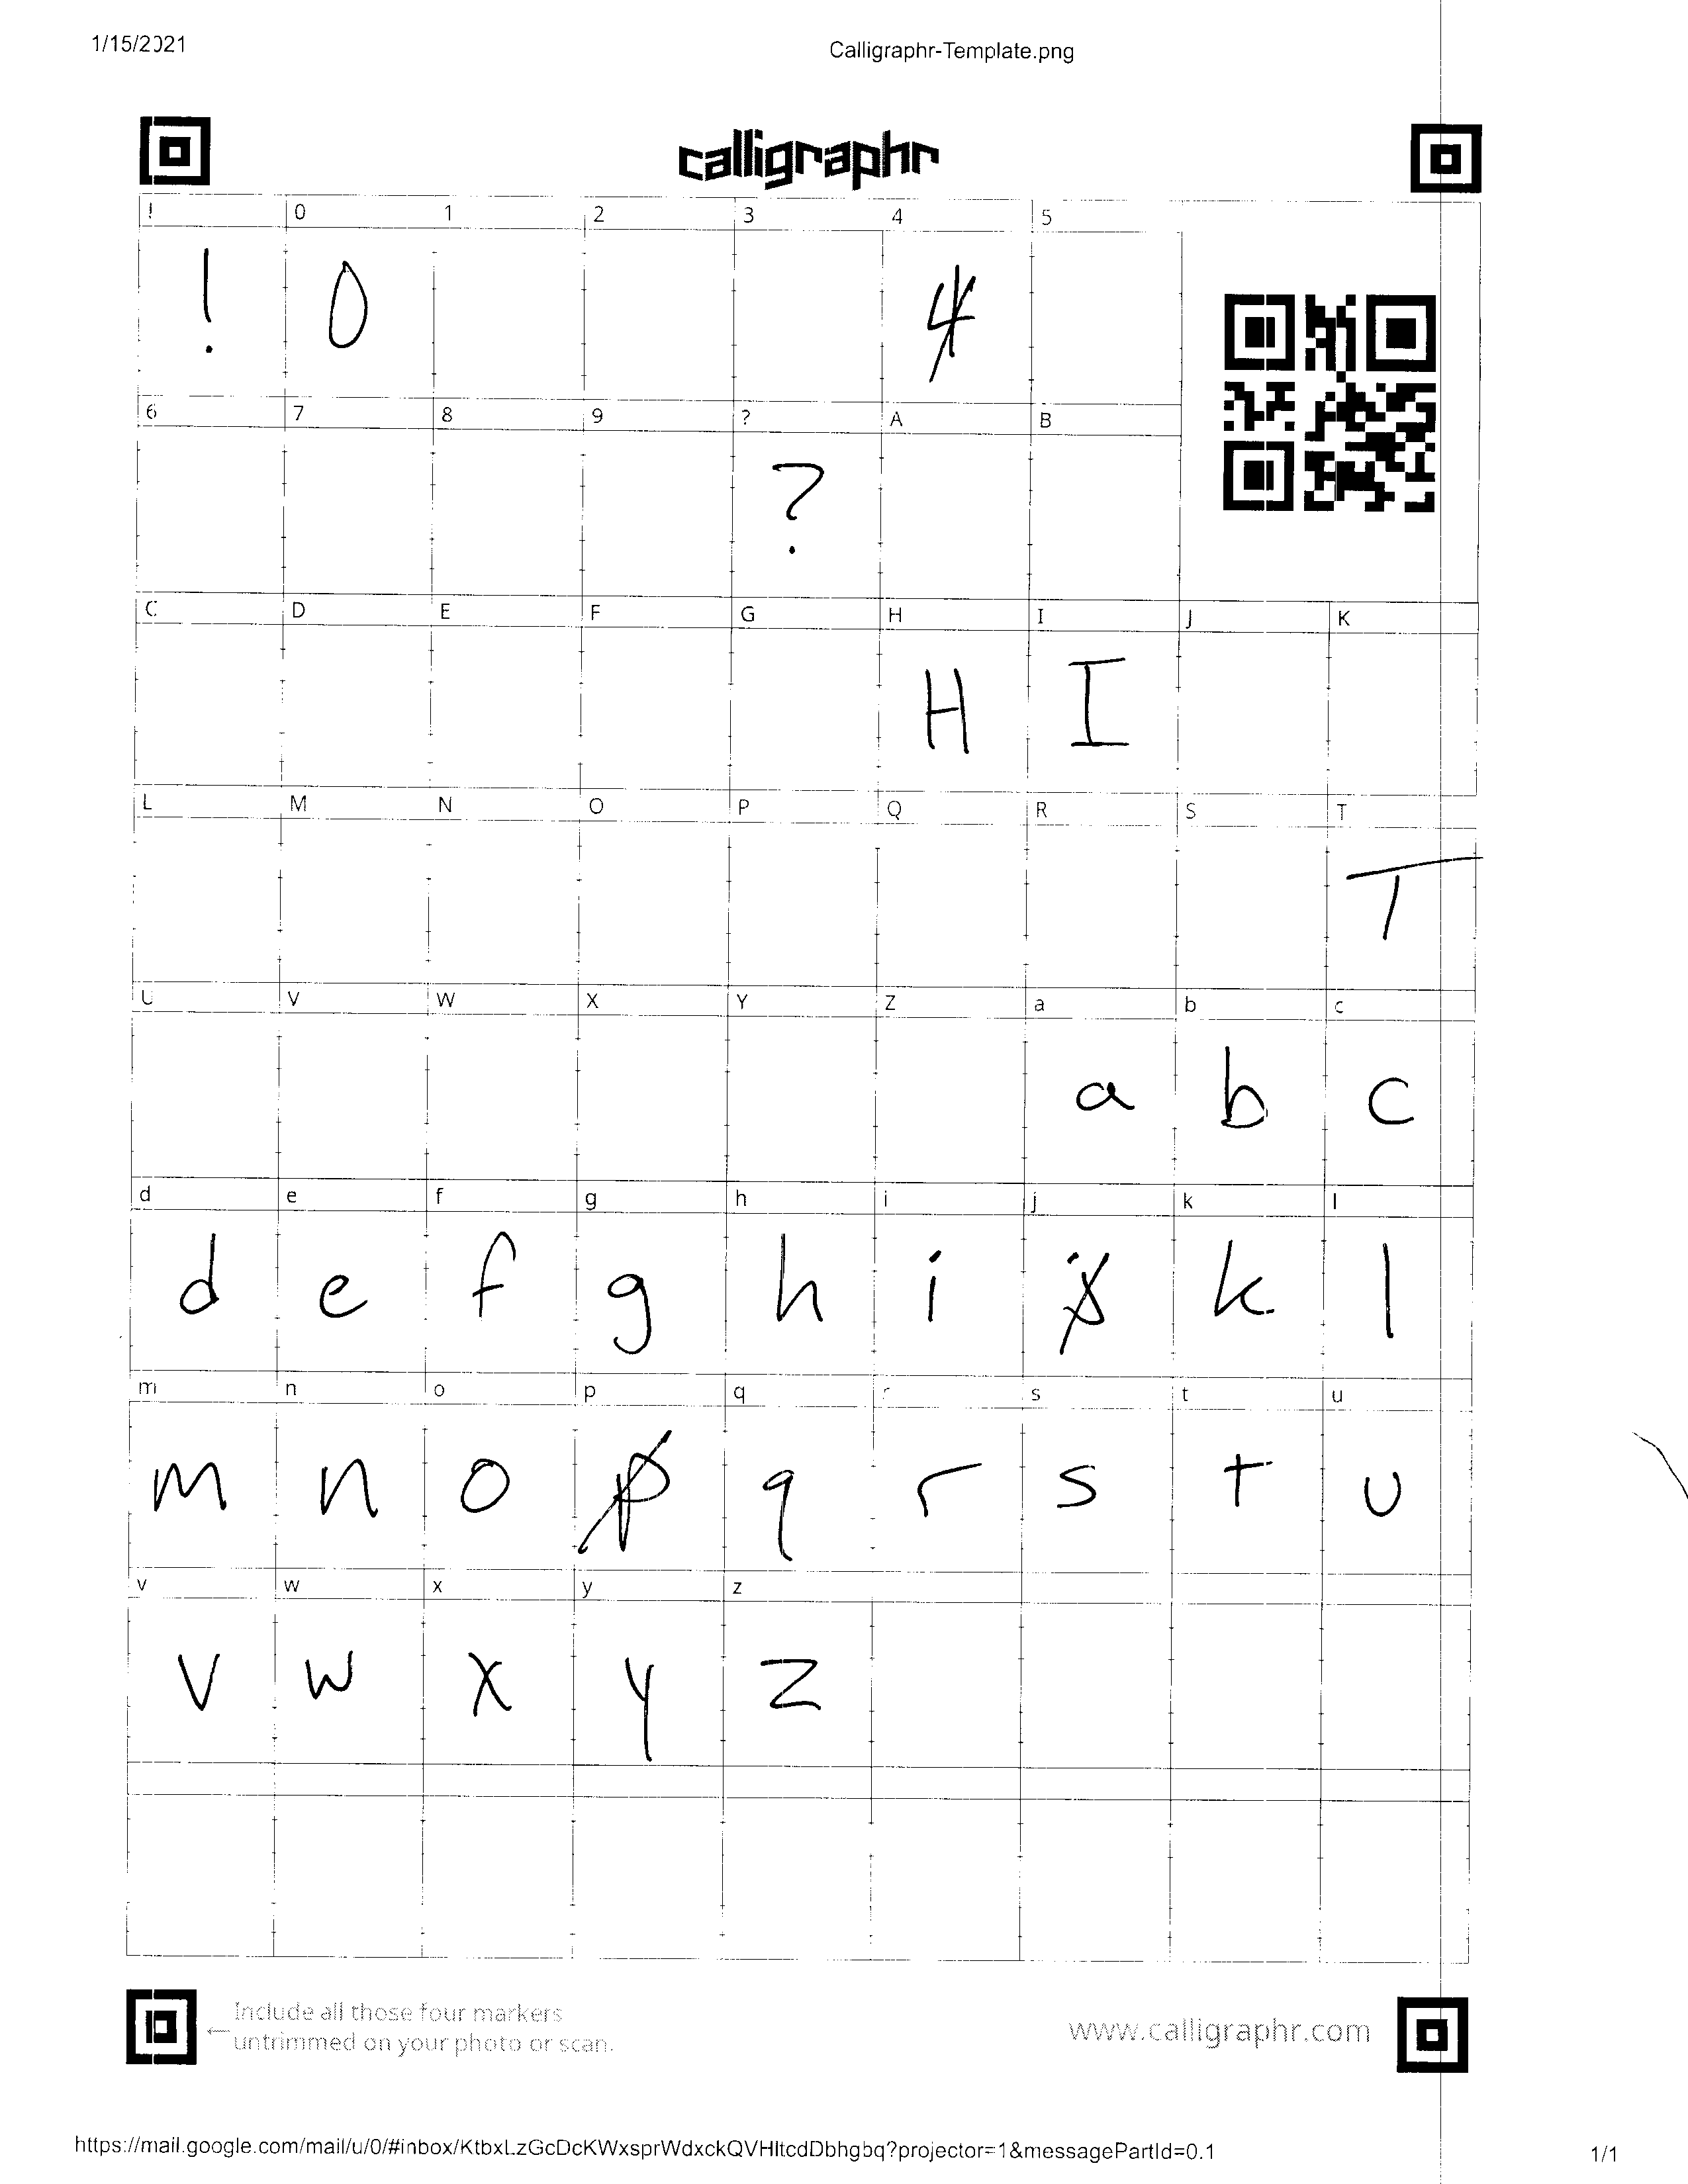 1/15/2021 Calligraphr-Template.png
calligraphr
! 0 1 2 3 4 5
! 0 4
6 7 8 9 ? A B
?
C D E F G H I J K
H I
L M N O P Q R S T
T
U V W X Y Z a b c
a b c
d e f g h i j k l
d e f g h i k l
m n o p q r s t u
m n o p q r s t u
v w x y z
v w x y z
Include all those four markers
← untrimmed on your photo or scan.
www.calligraphr.com
https://mail.google.com/mail/u/0/#inbox/KtbxLzGcDcKWxsprWdxckQVHltcdDbhgbq?projector=1&messagePartId=0.1 1/1